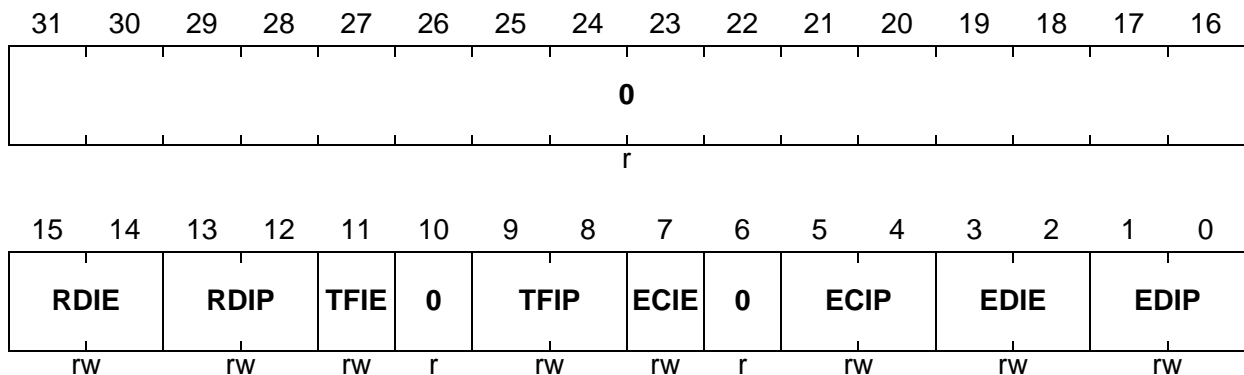 31 30 29 28 27 26 25 24 23 22 21 20 19 18 17 16
0
r
15 14 13 12 11 10 9 8 7 6 5 4 3 2 1 0
RDIE RDIP TFIE 0 TFIP ECIE 0 ECIP EDIE EDIP
rw rw rw r rw rw r rw rw rw